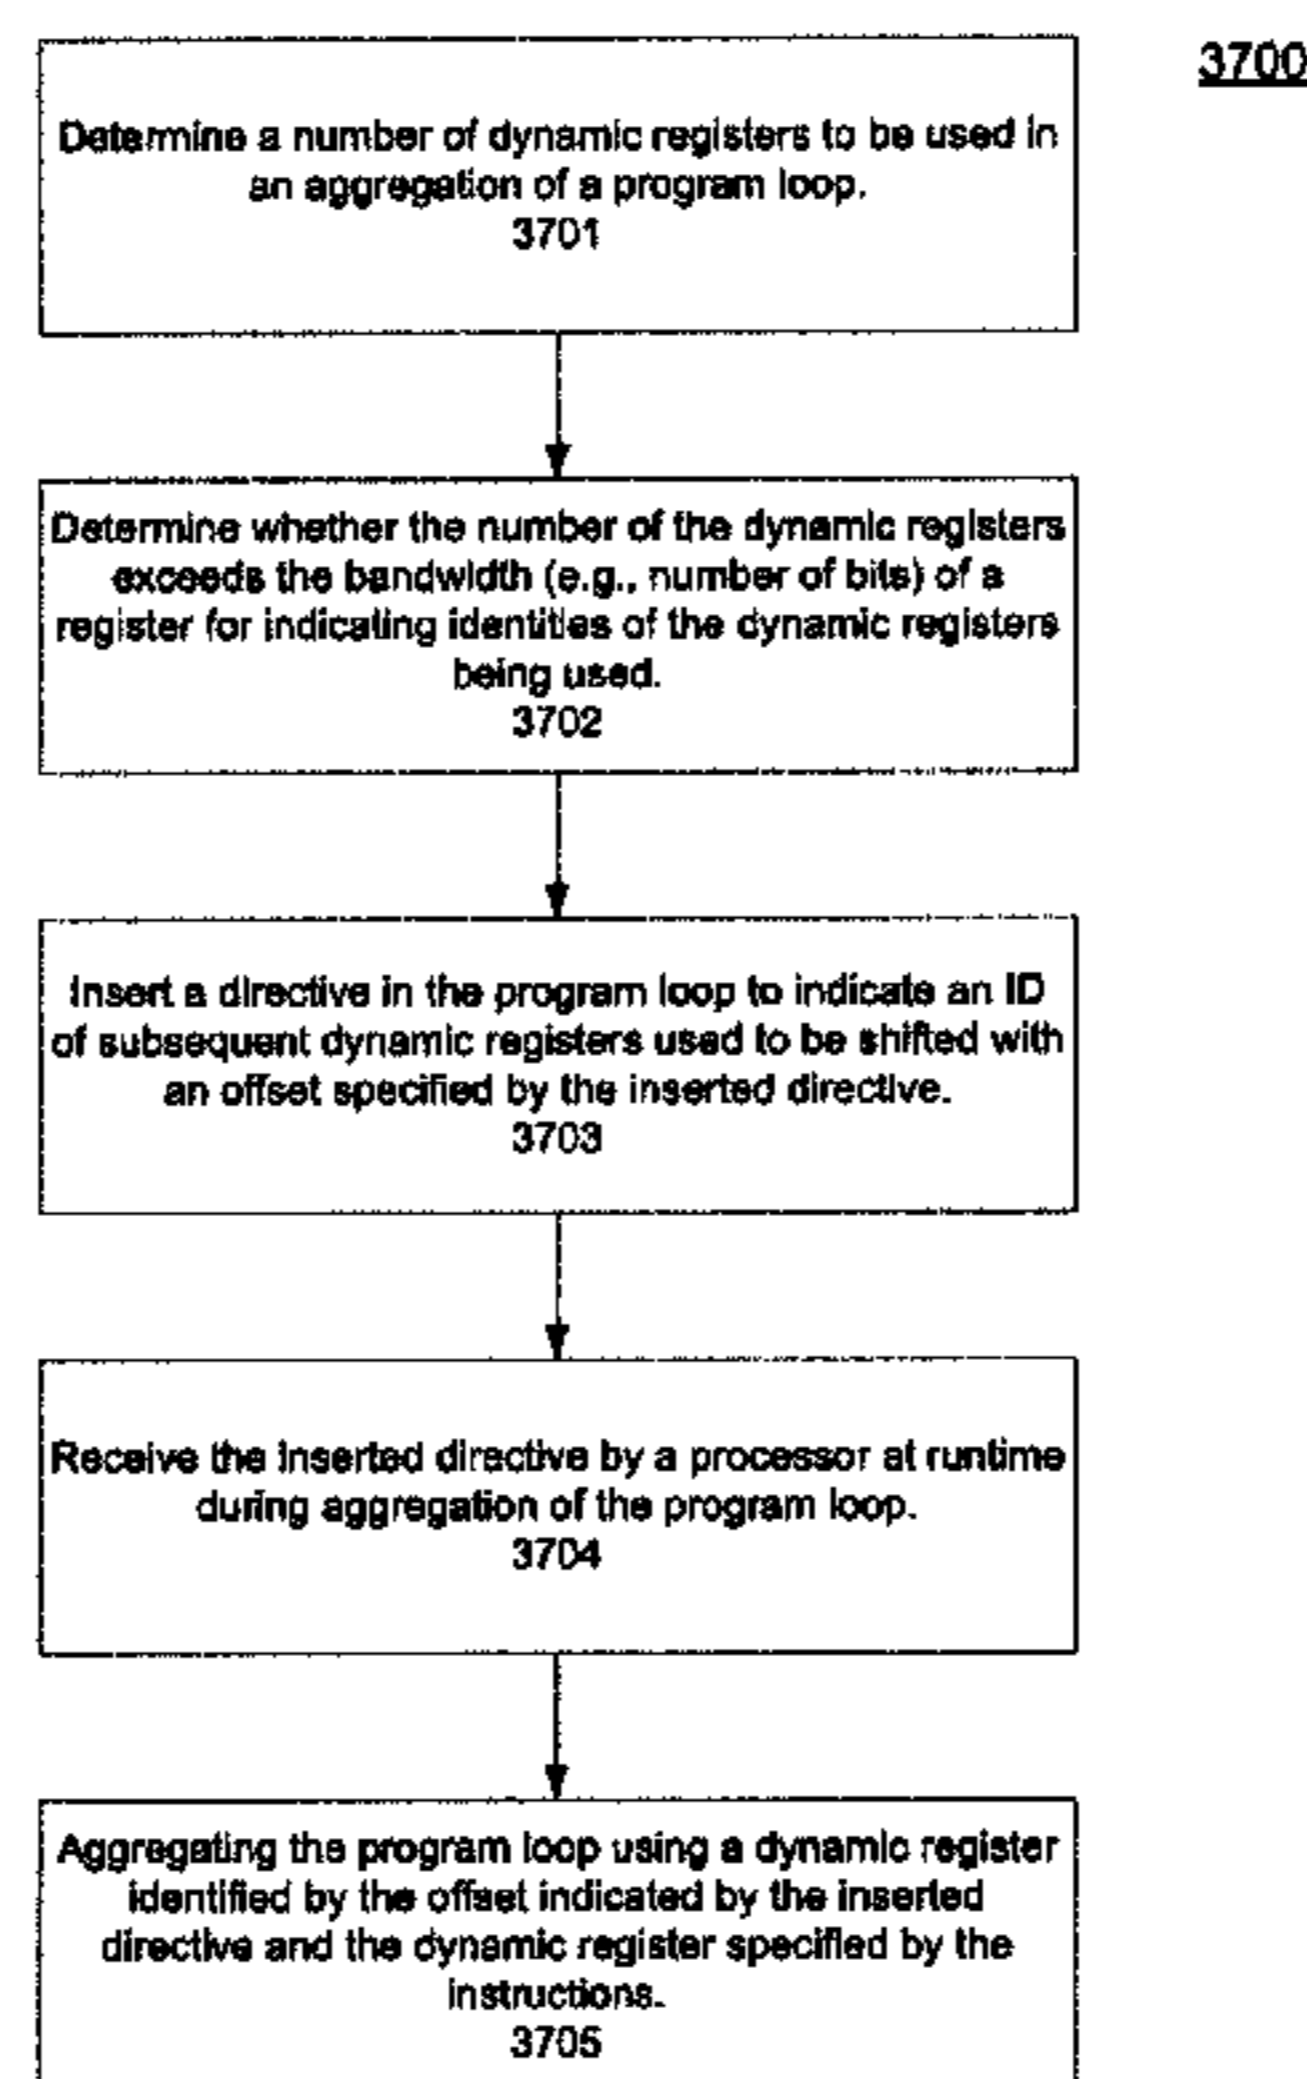 3700
Determine a number of dynamic registers to be used in
an aggregation of a program loop.
3701
Determine whether the number of the dynamic registers
exceeds the bandwidth (e.g., number of bits) of a
register for indicating identities of the dynamic registers
being used.
3702
Insert a directive in the program loop to indicate an ID
of subsequent dynamic registers used to be shifted with
an offset specified by the inserted directive.
3703
Receive the inserted directive by a processor at runtime
during aggregation of the program loop.
3704
Aggregating the program loop using a dynamic register
identified by the offset indicated by the inserted
directive and the dynamic register specified by the
instructions.
3705